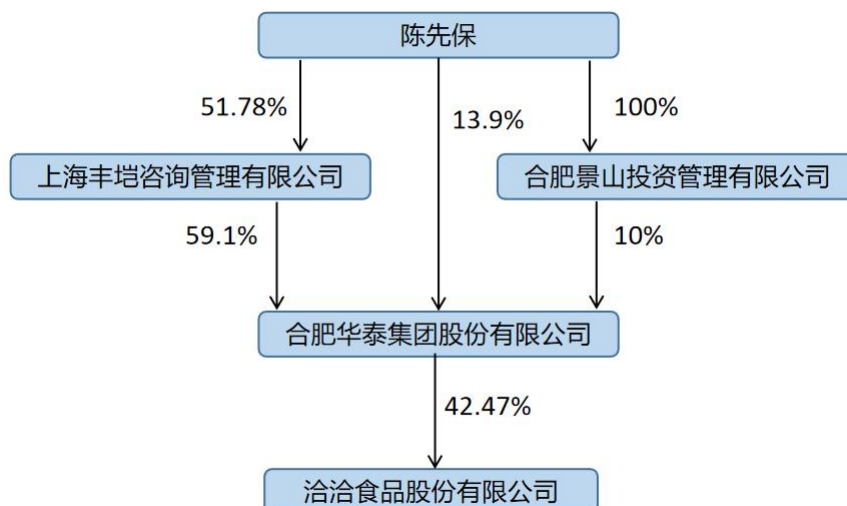 陈先保
51.78%
13.9%
100%
上海丰垲咨询管理有限公司
合肥景山投资管理有限公司
59.1%
10%
合肥华泰集团股份有限公司
42.47%
洽洽食品股份有限公司